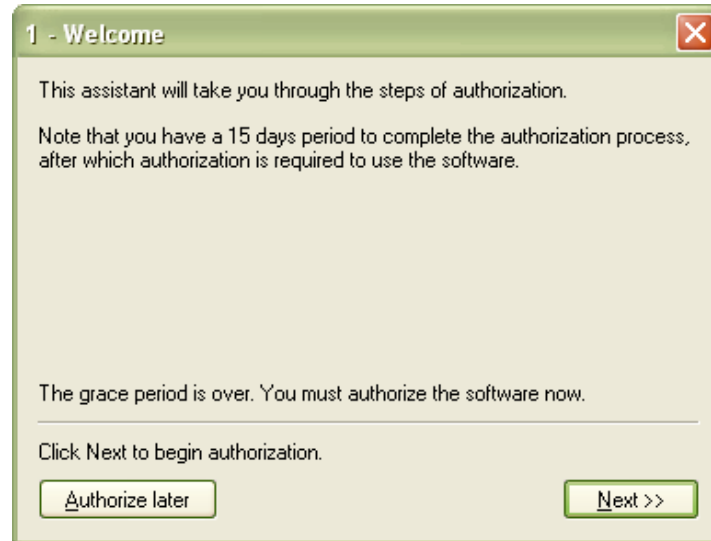 1 - Welcome
This assistant will take you through the steps of authorization.
Note that you have a 15 days period to complete the authorization process,
after which authorization is required to use the software.
The grace period is over. You must authorize the software now.
Click Next to begin authorization.
Authorize later
Next >>